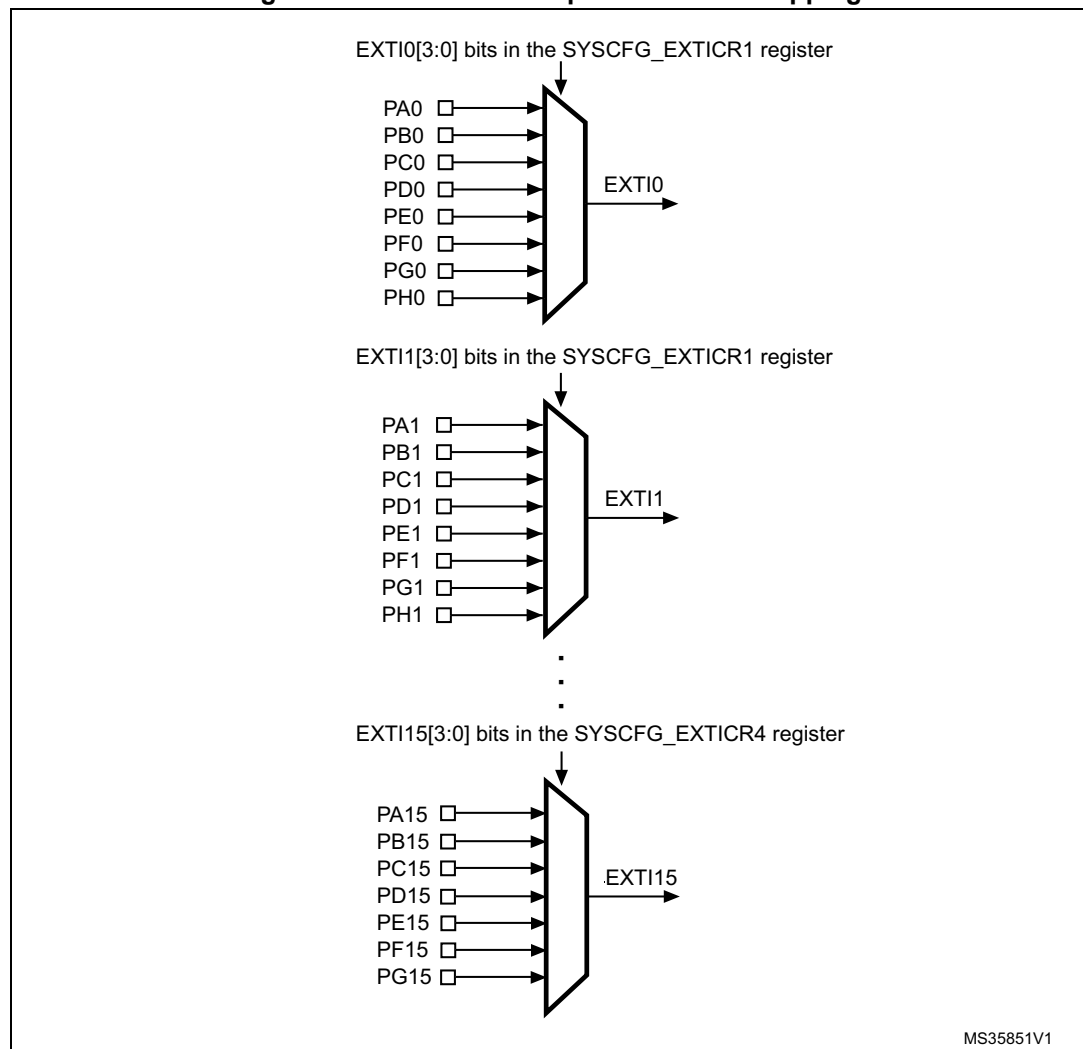 EXTI0[3:0] bits in the SYSCFG_EXTICR1 register
PA0
PB0
PC0
PD0
EXTI0
PE0
PF0
PG0
PH0
EXTI1[3:0] bits in the SYSCFG_EXTICR1 register
PA1
PB1
PC1
PD1
EXTI1
PE1
PF1
PG1
PH1
EXTI15[3:0] bits in the SYSCFG_EXTICR4 register
PA15
PB15
PC15
EXTI15
PD15
PE15
PF15
PG15
MS35851V1